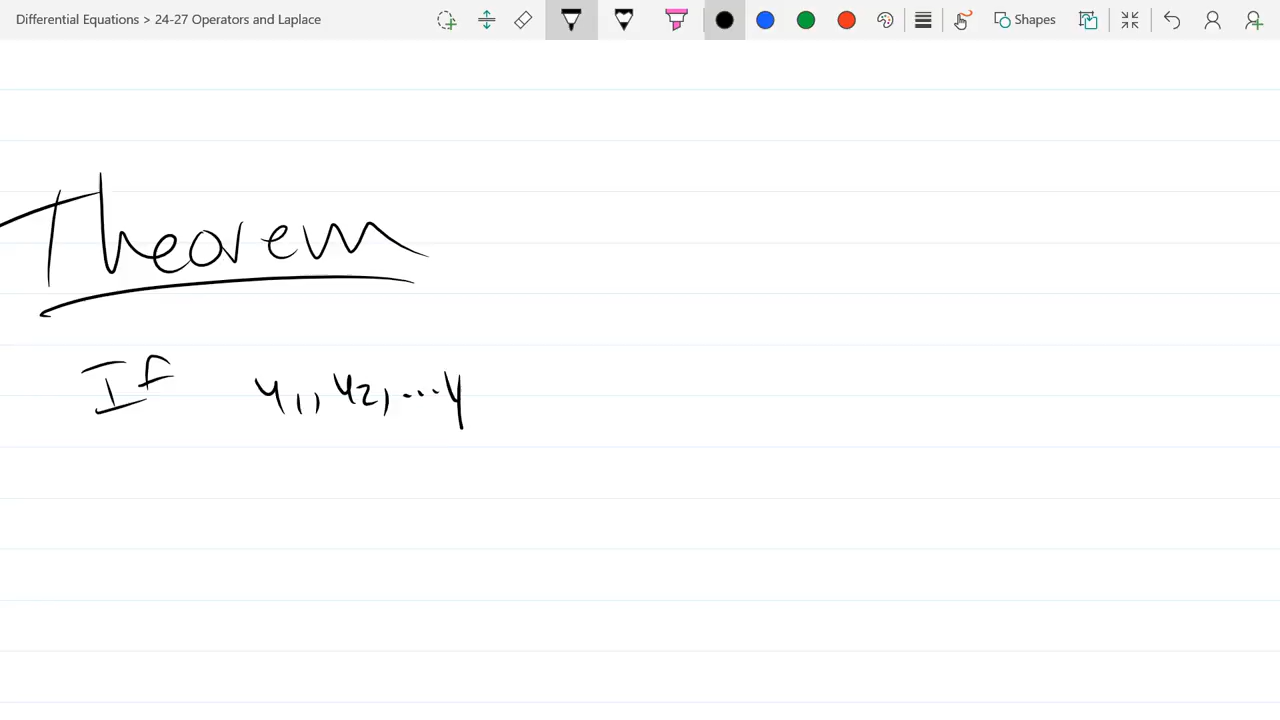 Differential Equations > 24-27 Operators and Laplace
Shapes
Theorem
If y1, y2, ... y